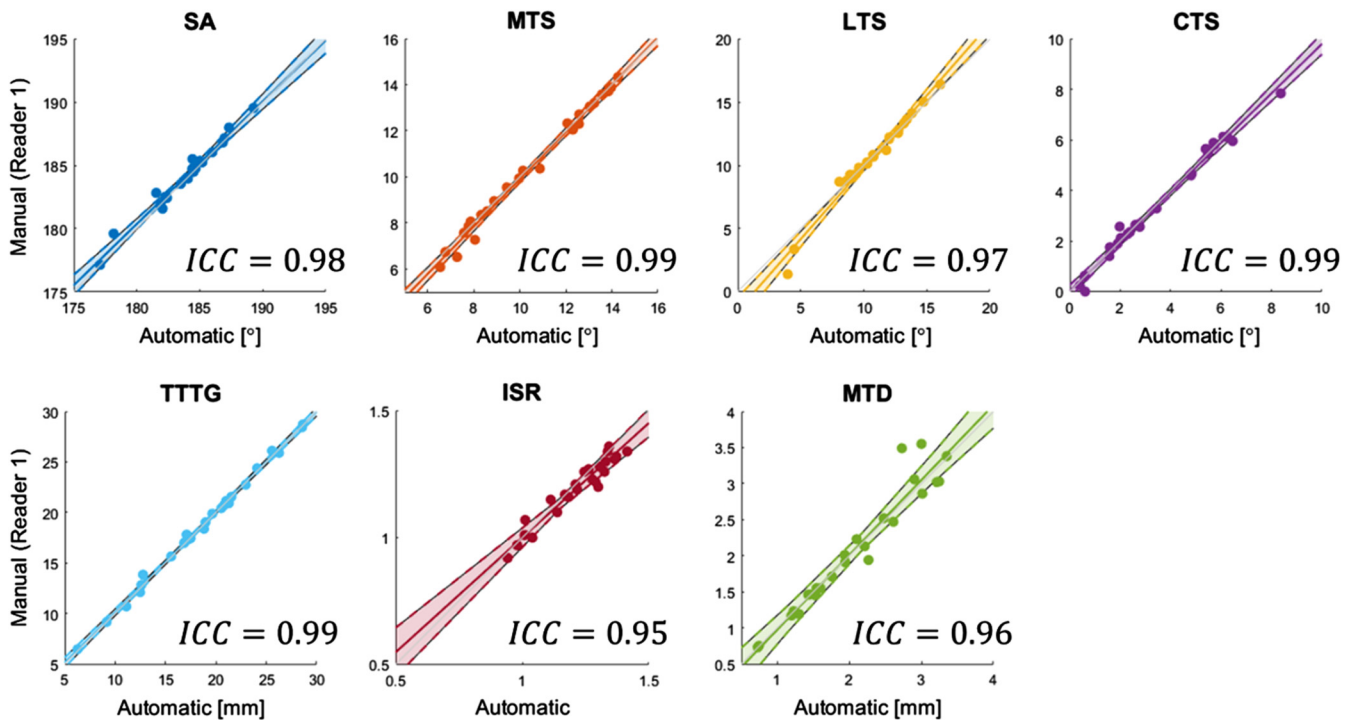 SA MTS LTS CTS
Manual (Reader 1)
195
190
185
180
175
175 180 185 190 195
ICC = 0.98
Automatic [°]
16
14
12
10
8
6
6 8 10 12 14 16
ICC = 0.99
Automatic [°]
20
15
10
5
0
0 5 10 15 20
ICC = 0.97
Automatic [°]
10
8
6
4
2
0
0 2 4 6 8 10
ICC = 0.99
Automatic [°]
TTTG ISR MTD
Manual (Reader 1)
30
25
20
15
10
5
5 10 15 20 25 30
ICC = 0.99
Automatic [mm]
1.5
1
0.5
0.5 1 1.5
ICC = 0.95
Automatic
4
3.5
3
2.5
2
1.5
1
0.5
1 2 3 4
ICC = 0.96
Automatic [mm]